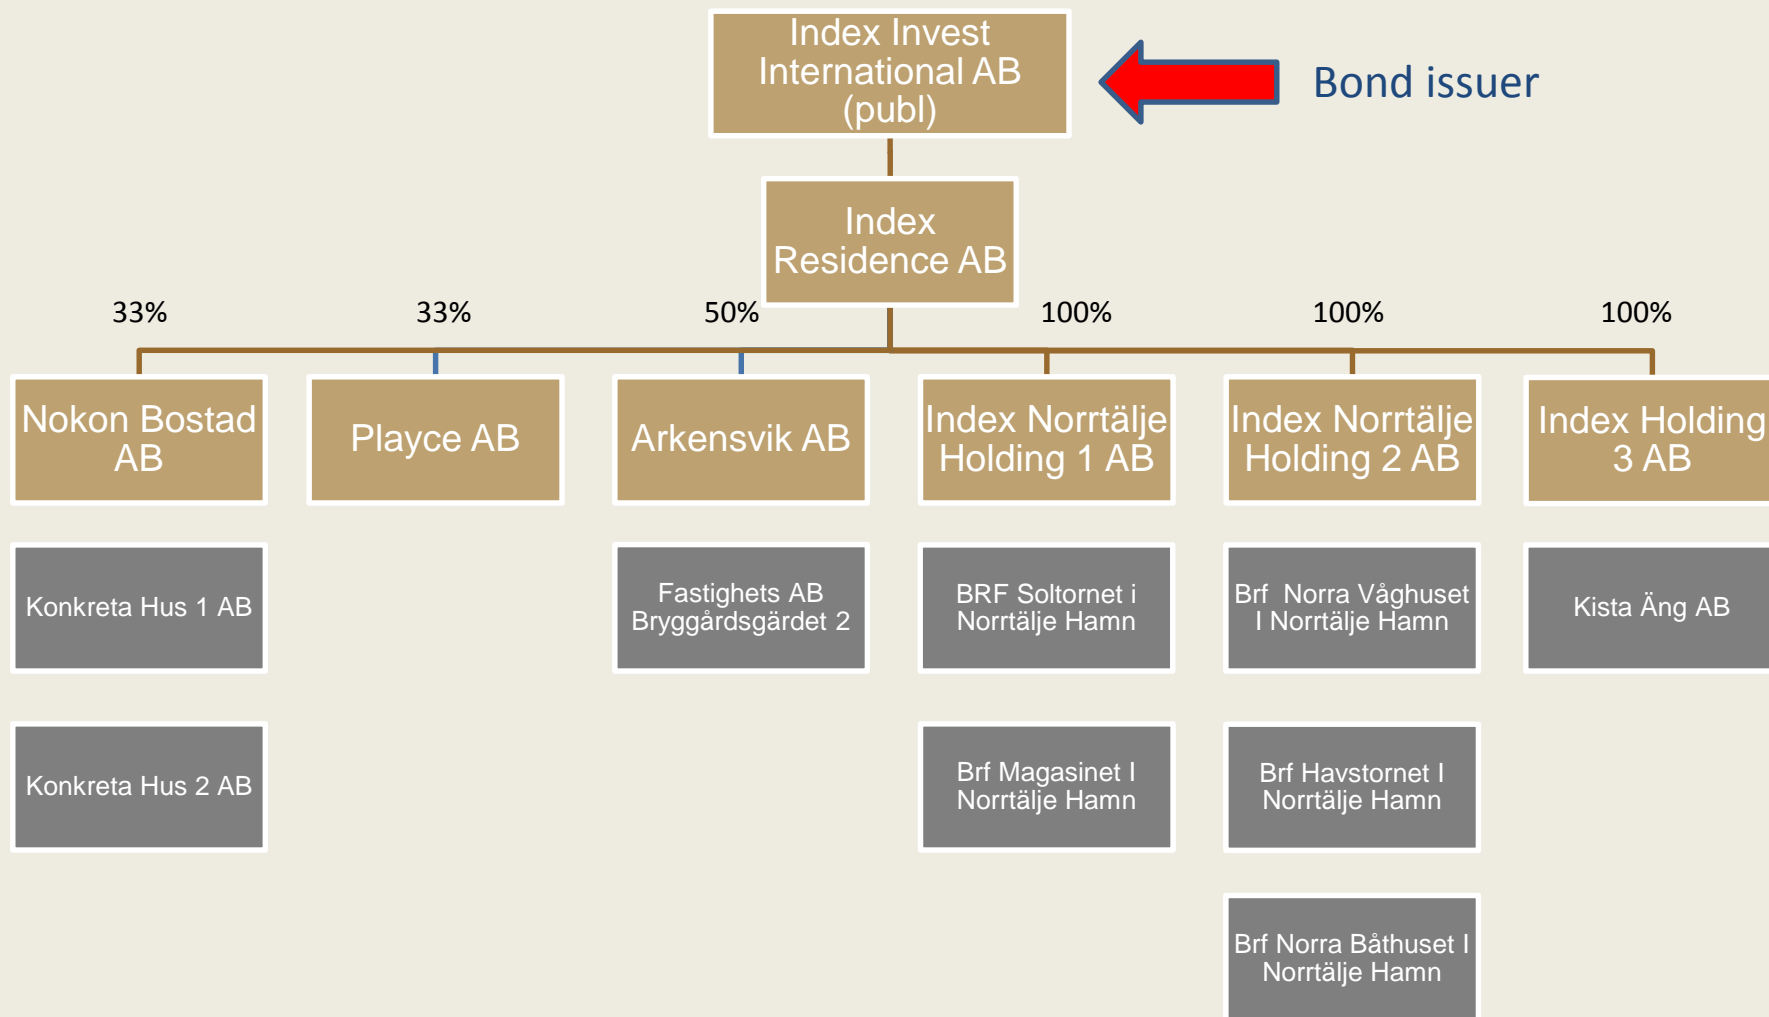 Index Invest
International AB
(publ)
Bond issuer
Index
Residence AB
33%
33%
50%
100%
100%
100%
Nokon Bostad
AB
Playce AB
Arkensvik AB
Index Norrtälje
Holding 1 AB
Index Norrtälje
Holding 2 AB
Index Holding
3 AB
Konkreta Hus 1 AB
Fastighets AB
Bryggårdsgärdet 2
BRF Soltornet i
Norrtälje Hamn
Brf Norra Våghuset
I Norrtälje Hamn
Kista Äng AB
Konkreta Hus 2 AB
Brf Magasinet I
Norrtälje Hamn
Brf Havstornet I
Norrtälje Hamn
Brf Norra Båthuset I
Norrtälje Hamn